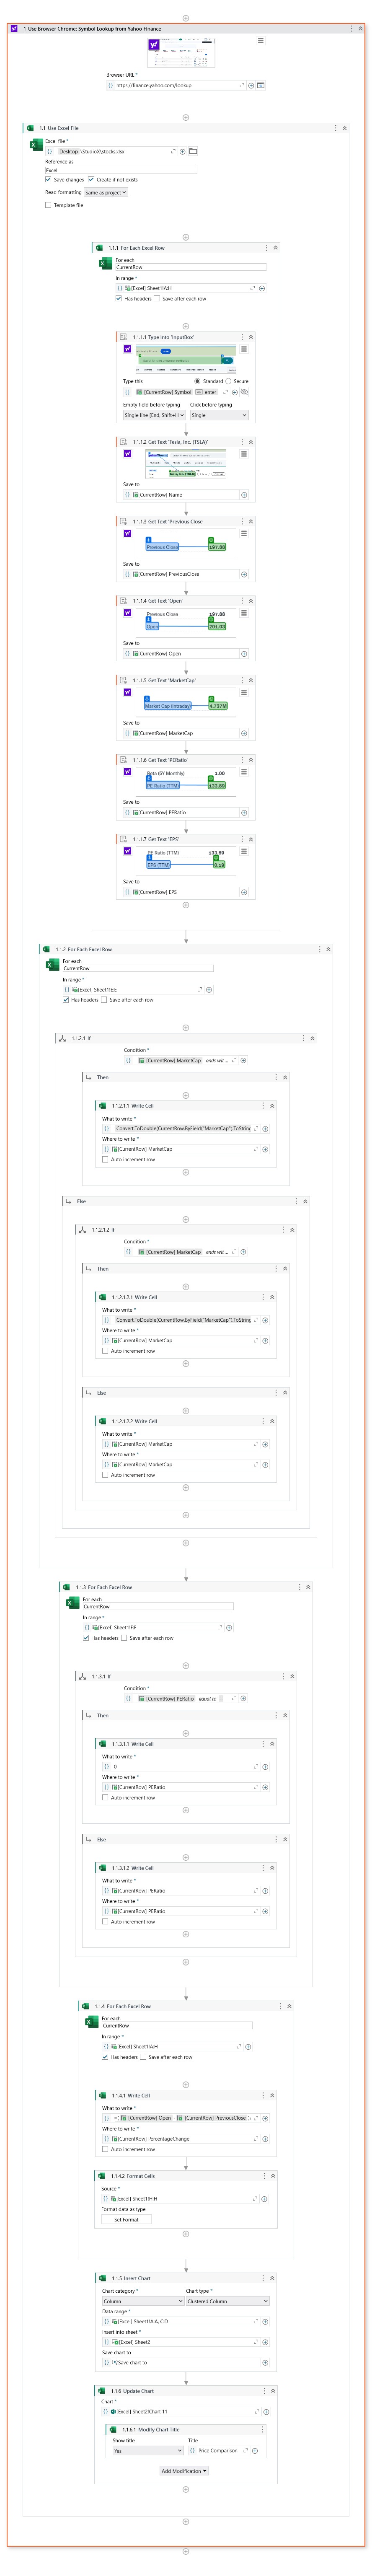 1 Use Browser Chrome: Symbol Lookup from Yahoo Finance
Browser URL *
https://finance.yahoo.com/lookup
1.1 Use Excel File
Excel file *
Desktop \StudioX\stocks.xlsx
Reference as
Excel
Save changes Create if not exists
Read formatting Same as project
Template file
1.1.1 For Each Excel Row
For each
CurrentRow
In range *
[Excel] Sheet1!A:H
Has headers Save after each row
1.1.1.1 Type Into 'InputBox'
Type this Standard Secure
[CurrentRow] Symbol enter
Empty field before typing Click before typing
Single line [End, Shift+H Single
1.1.1.2 Get Text 'Tesla, Inc. (TSLA)'
Save to
[CurrentRow] Name
1.1.1.3 Get Text 'Previous Close'
Previous Close 197.88
Save to
[CurrentRow] PreviousClose
1.1.1.4 Get Text 'Open'
Previous Close 197.88
Open 201.03
Save to
[CurrentRow] Open
1.1.1.5 Get Text 'MarketCap'
Market Cap (intraday) 4.737M
Save to
[CurrentRow] MarketCap
1.1.1.6 Get Text 'PERatio'
Beta (5Y Monthly) 1.00
PE Ratio (TTM) 133.89
Save to
[CurrentRow] PERatio
1.1.1.7 Get Text 'EPS'
PE Ratio (TTM) 133.89
EPS (TTM) 0.19
Save to
[CurrentRow] EPS
1.1.2 For Each Excel Row
For each
CurrentRow
In range *
[Excel] Sheet1!E:E
Has headers Save after each row
1.1.2.1 If
Condition *
[CurrentRow] MarketCap ends wit ...
Then
1.1.2.1.1 Write Cell
What to write *
Convert.ToDouble(CurrentRow.ByField("MarketCap").ToString
Where to write *
[CurrentRow] MarketCap
Auto increment row
Else
1.1.2.1.2 If
Condition *
[CurrentRow] MarketCap ends wit ...
Then
1.1.2.1.2.1 Write Cell
What to write *
Convert.ToDouble(CurrentRow.ByField("MarketCap").ToString
Where to write *
[CurrentRow] MarketCap
Auto increment row
Else
1.1.2.1.2.2 Write Cell
What to write *
[CurrentRow] MarketCap
Where to write *
[CurrentRow] MarketCap
Auto increment row
1.1.3 For Each Excel Row
For each
CurrentRow
In range *
[Excel] Sheet1!F:F
Has headers Save after each row
1.1.3.1 If
Condition *
[CurrentRow] PERatio equal to
Then
1.1.3.1.1 Write Cell
What to write *
0
Where to write *
[CurrentRow] PERatio
Auto increment row
Else
1.1.3.1.2 Write Cell
What to write *
[CurrentRow] PERatio
Where to write *
[CurrentRow] PERatio
Auto increment row
1.1.4 For Each Excel Row
For each
CurrentRow
In range *
[Excel] Sheet1!A:H
Has headers Save after each row
1.1.4.1 Write Cell
What to write *
=( [CurrentRow] Open - [CurrentRow] PreviousClose
Where to write *
[CurrentRow] PercentageChange
Auto increment row
1.1.4.2 Format Cells
Source *
[Excel] Sheet1!H:H
Format data as type
Set Format
1.1.5 Insert Chart
Chart category * Chart type *
Column Clustered Column
Data range *
[Excel] Sheet1!A:A, C:D
Insert into sheet *
[Excel] Sheet2
Save chart to
Save chart to
1.1.6 Update Chart
Chart *
[Excel] Sheet2!Chart 11
1.1.6.1 Modify Chart Title
Show title Title
Yes Price Comparison
Add Modification